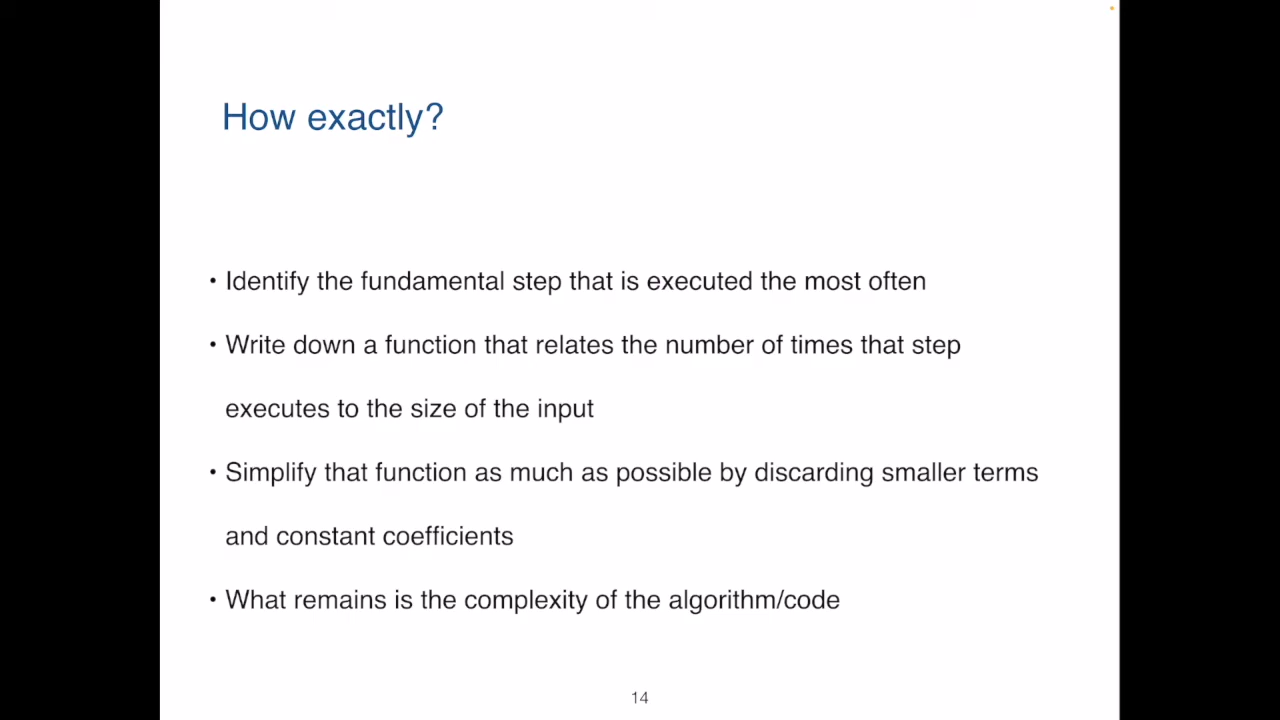 How exactly?
• Identify the fundamental step that is executed the most often
• Write down a function that relates the number of times that step
executes to the size of the input
• Simplify that function as much as possible by discarding smaller terms
and constant coefficients
• What remains is the complexity of the algorithm/code
14